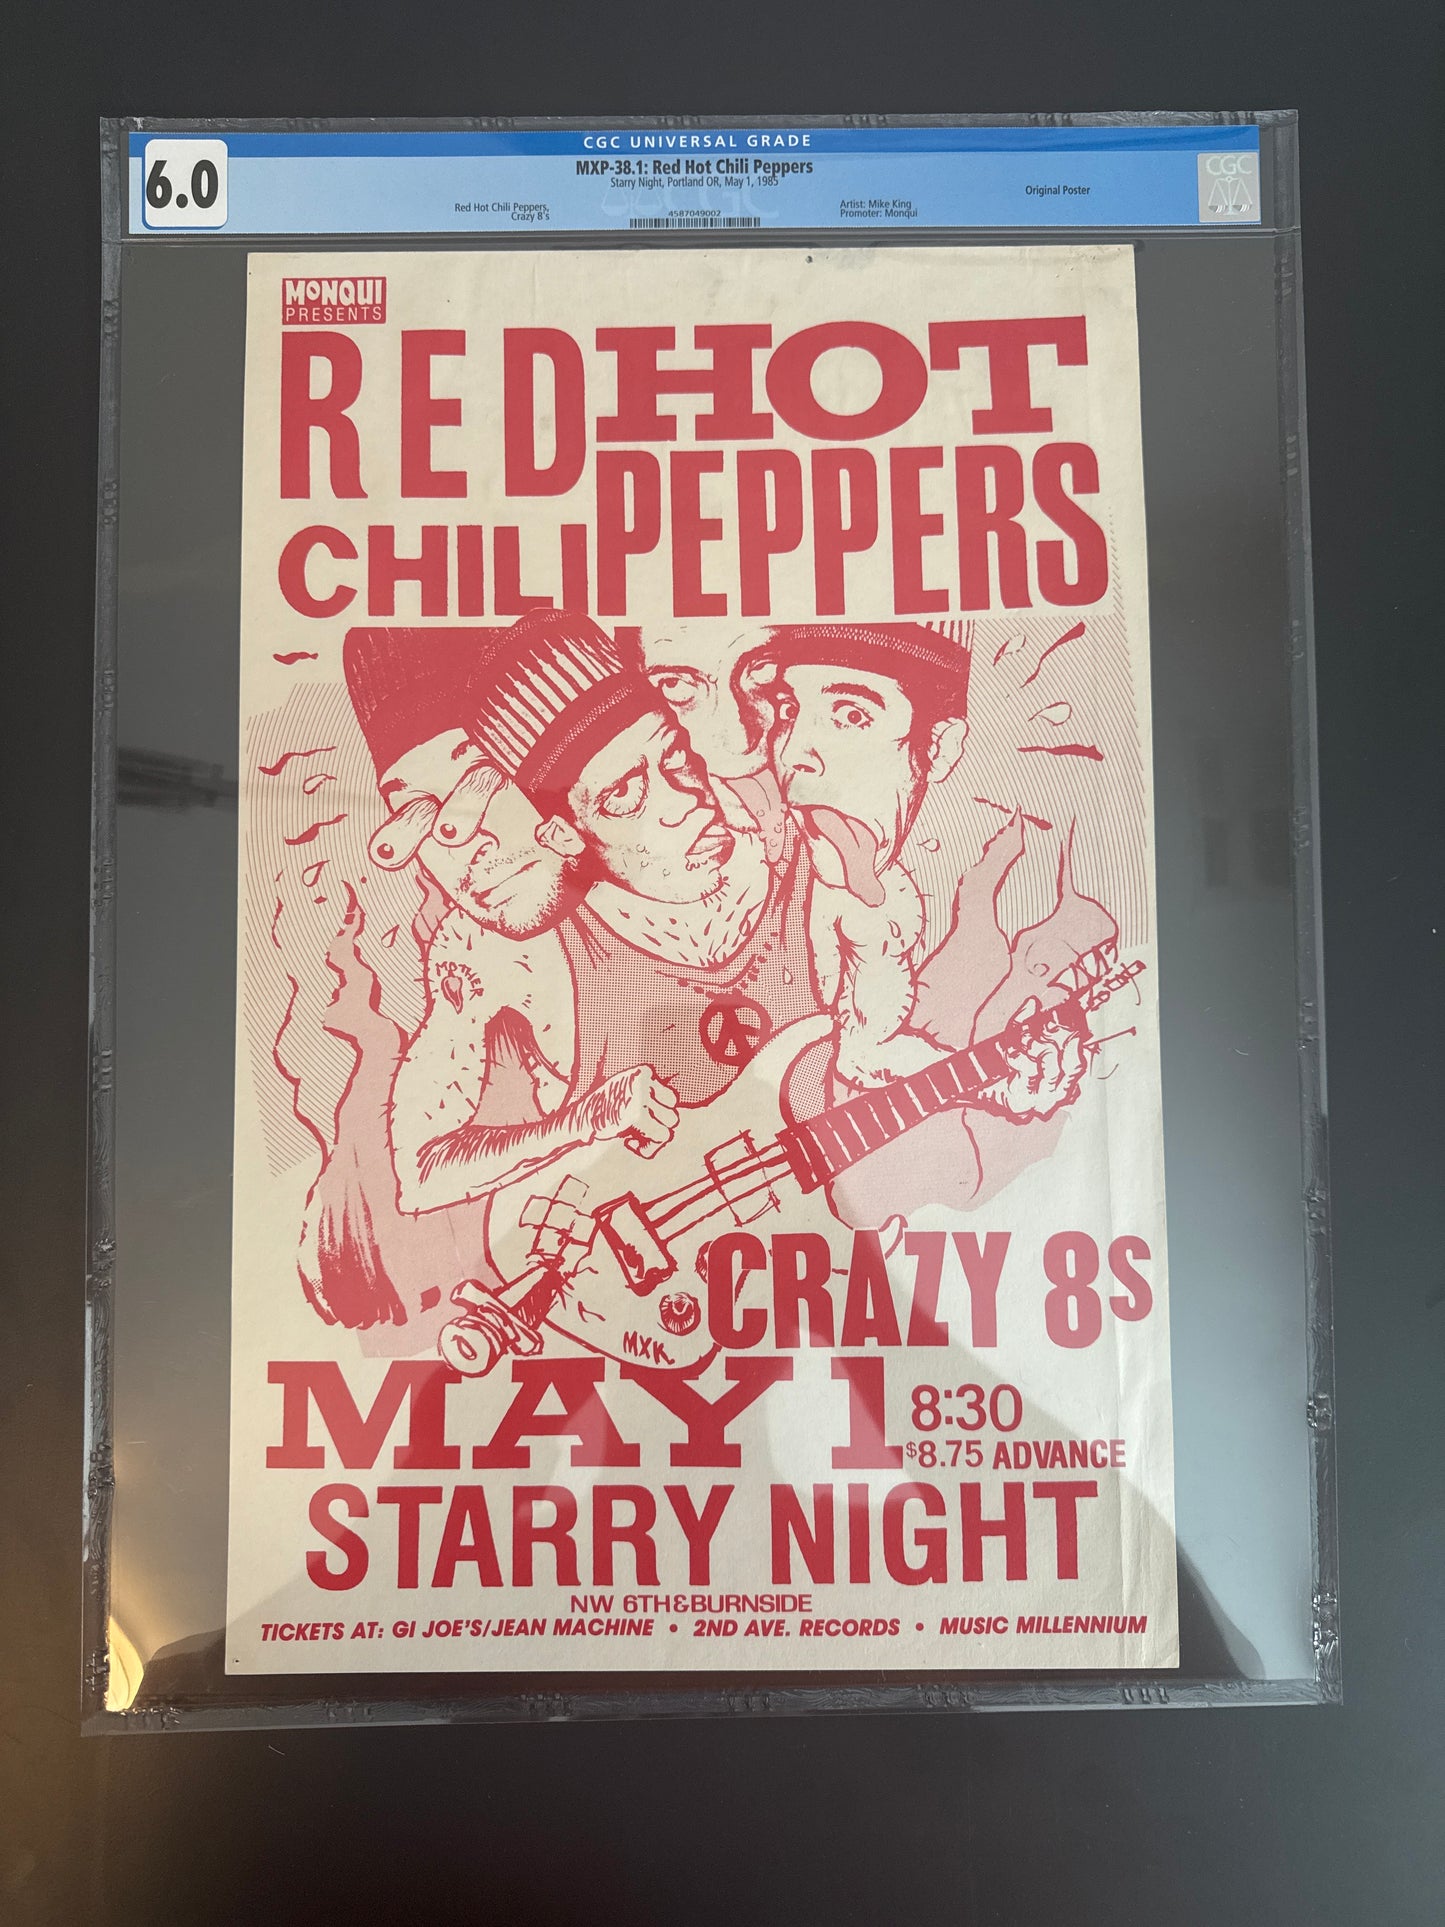 CGC UNIVERSAL GRADE
6.0
MXP-38.1: Red Hot Chili Peppers
Starry Night, Portland OR, May 1, 1985
CGC
Original Poster
Red Hot Chili Peppers,
Crazy 8's
4587049002
Artist: Mike King
Promoter: Monqui
CGC
MONQUI
PRESENTS
RED HOT
CHILI PEPPERS
MOTHER
CRAZY 8S
MXK
MAY 1 8:30
$8.75 ADVANCE
STARRY NIGHT
NW 6TH&BURNSIDE
TICKETS AT: GI JOE'S/JEAN MACHINE • 2ND AVE. RECORDS • MUSIC MILLENNIUM